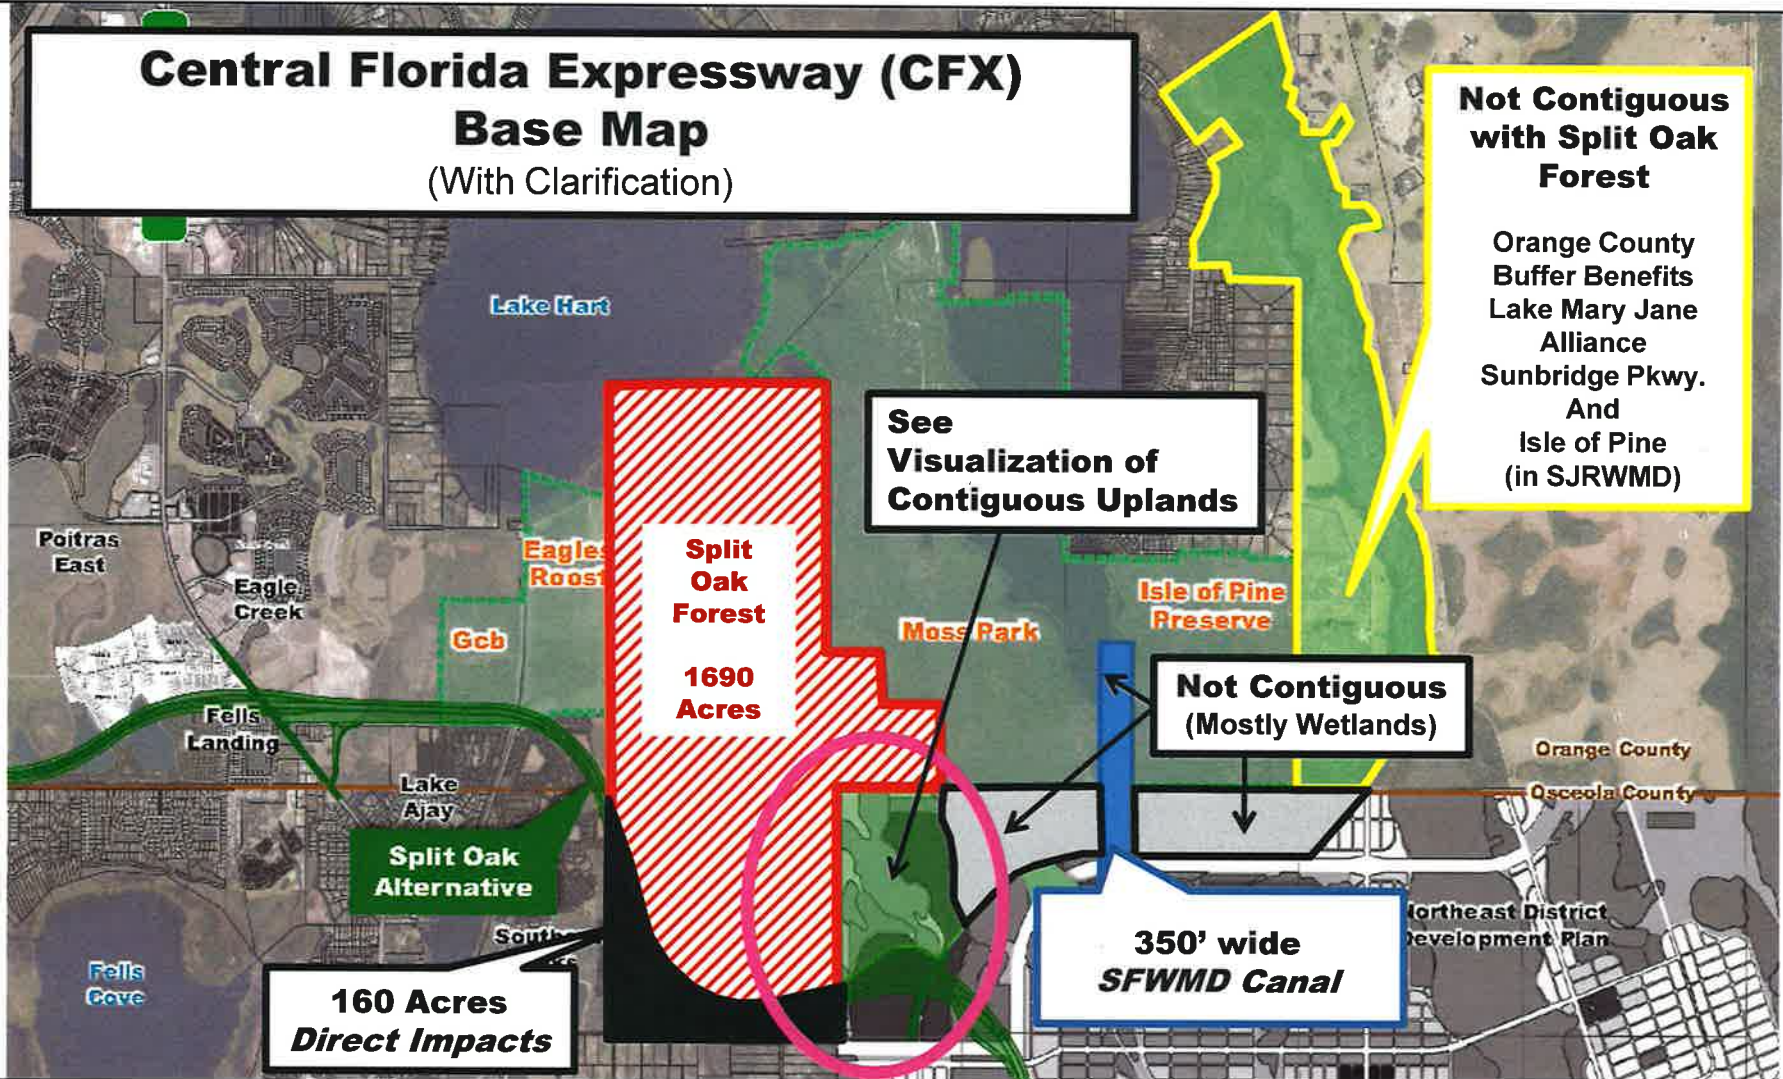 Central Florida Expressway (CFX)
Base Map
(With Clarification)
Not Contiguous
with Split Oak
Forest
Orange County
Buffer Benefits
Lake Mary Jane
Alliance
Sunbridge Pkwy.
And
Isle of Pine
(in SJRWMD)
Lake Hart
See
Visualization of
Contiguous Uplands
Poitras
East
Eagle
Creek
Eagles
Roost
Gcb
Split
Oak
Forest
1690
Acres
Moss Park
Isle of Pine
Preserve
Not Contiguous
(Mostly Wetlands)
Fells
Landing
Lake
Ajay
Orange County
Osceola County
Split Oak
Alternative
Northeast District
Development Plan
350' wide
SFWMD Canal
Fells
Cove
160 Acres
Direct Impacts